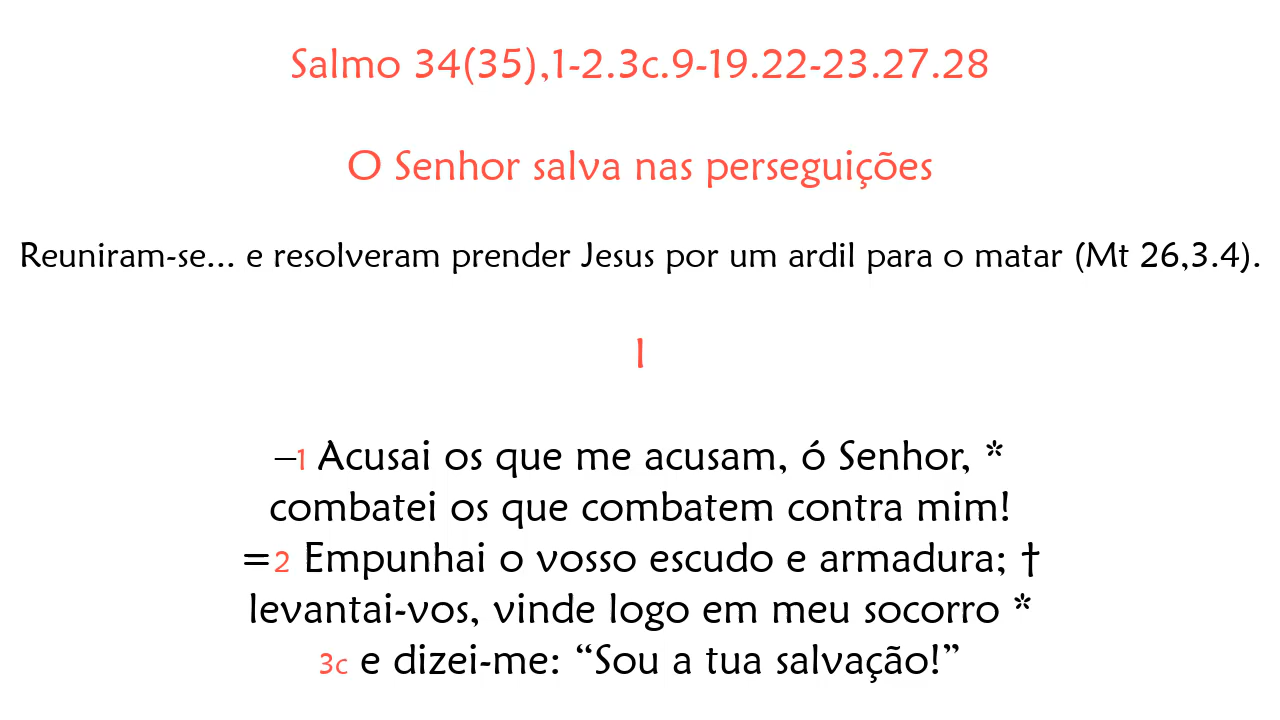 Salmo 34(35),1-2.3c.9-19.22-23.27.28
O Senhor salva nas perseguições
Reuniram-se... e resolveram prender Jesus por um ardil para o matar (Mt 26,3.4).
I
–1 Acusai os que me acusam, ó Senhor, *
combatei os que combatem contra mim!
=2 Empunhai o vosso escudo e armadura; †
levantai-vos, vinde logo em meu socorro *
3c e dizei-me: “Sou a tua salvação!”